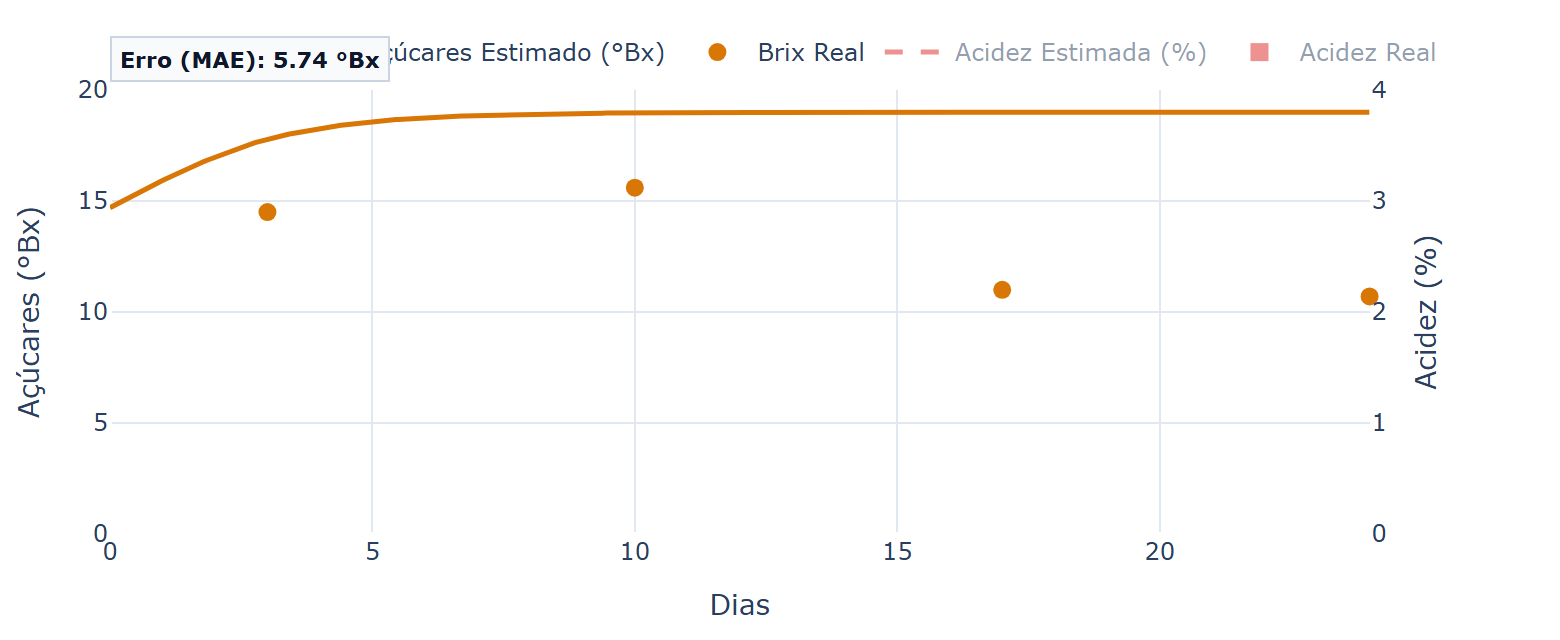 Erro (MAE): 5.74 °Bx
çúcares Estimado (°Bx)
Brix Real
Acidez Estimada (%)
Acidez Real
20
15
10
5
0
Açúcares (°Bx)
4
3
2
1
0
Acidez (%)
0
5
10
15
20
Dias